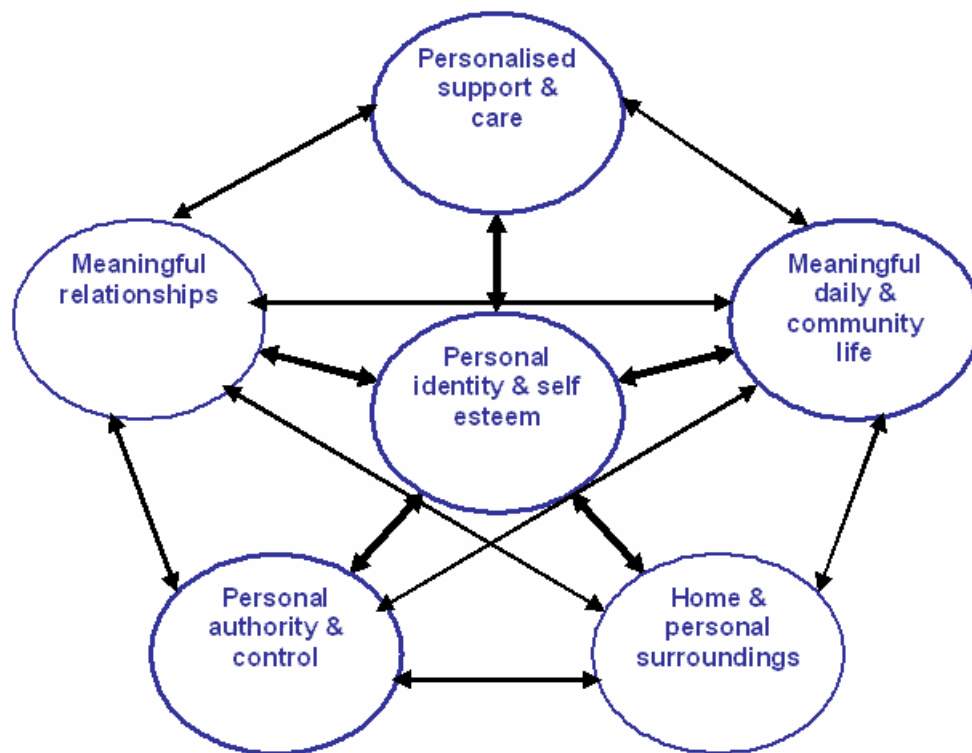 Personalised
support &
care
Meaningful
relationships
Meaningful
daily &
community
life
Personal
identity & self
esteem
Personal
authority &
control
Home &
personal
surroundings